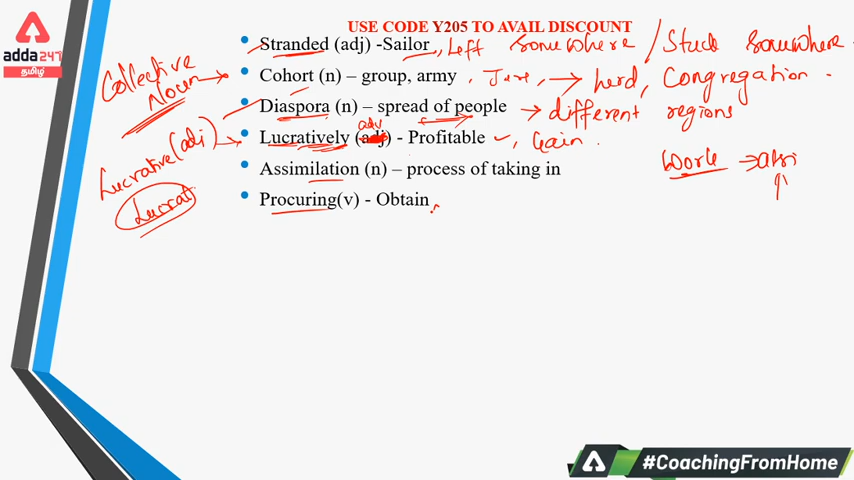 USE CODE Y205 TO AVAIL DISCOUNT
adda247
தமிழ்
• Stranded (adj) -Sailor, Left somewhere / Stuck somewhere.
Collective Noun
• Cohort (n) – group, army, → herd, Congregation.
• Diaspora (n) – spread of people → different regions
adv
• Lucratively (adj) - Profitable, Gain.
Lucrative (adj)
• Assimilation (n) – process of taking in
Work →
Lucrat
• Procuring(v) - Obtain
#CoachingFromHome